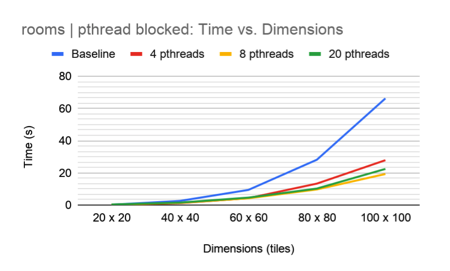 rooms | pthread blocked: Time vs. Dimensions
Baseline 4 pthreads 8 pthreads 20 pthreads
80
60
40
20
0
Time (s)
20 x 20 40 x 40 60 x 60 80 x 80 100 x 100
Dimensions (tiles)